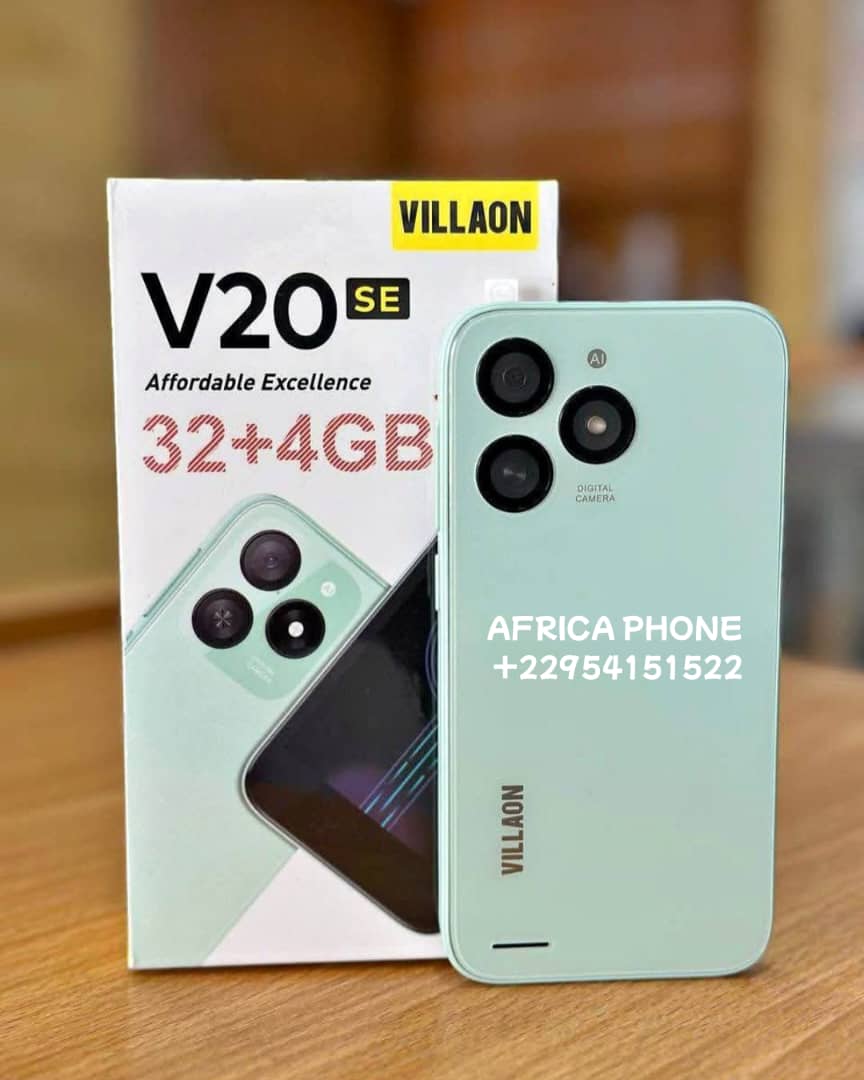 VILLAON
V20 SE
Affordable Excellence
32+4GB
AI
DIGITAL
CAMERA
AFRICA PHONE
+22954151522
VILLAON